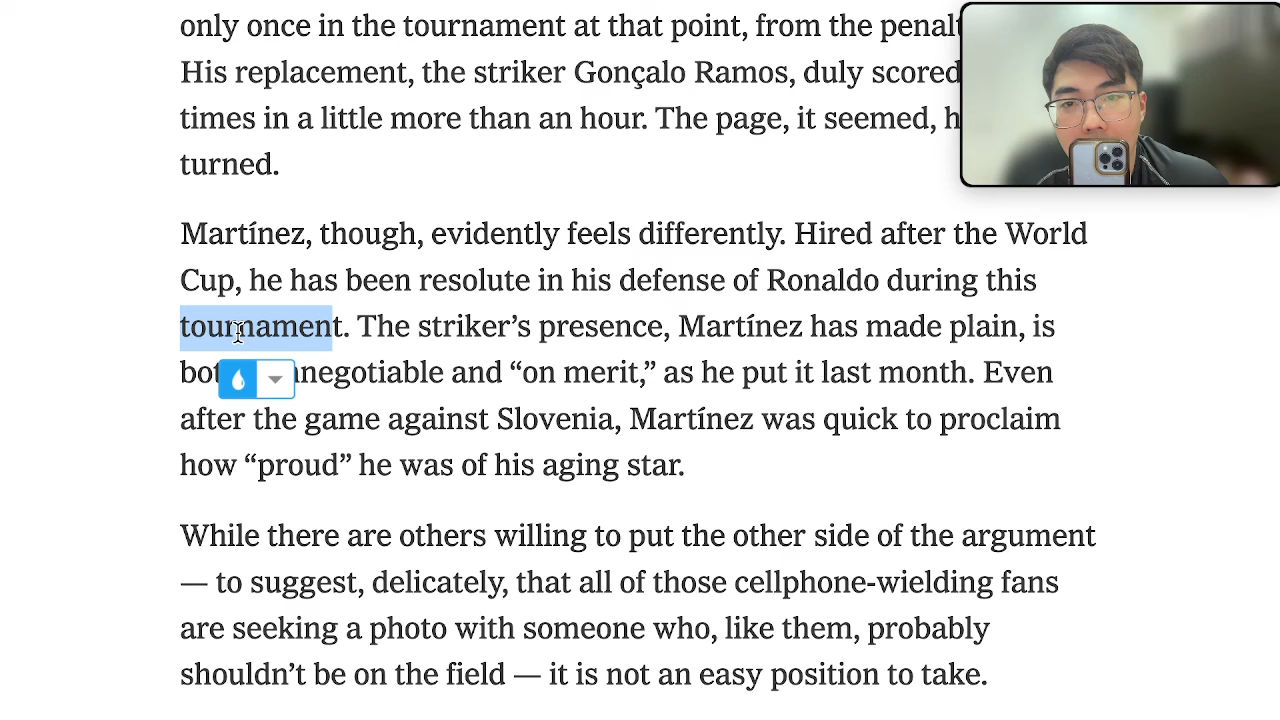 only once in the tournament at that point, from the
His replacement, the striker Gonçalo Ramos, duly scored
times in a little more than an hour. The page, it seemed,
turned.
Martínez, though, evidently feels differently. Hired after the World
Cup, he has been resolute in his defense of Ronaldo during this
tournament. The striker’s presence, Martínez has made plain, is
and “on merit,” as he put it last month. Even
after the game against Slovenia, Martínez was quick to proclaim
how “proud” he was of his aging star.
While there are others willing to put the other side of the argument
— to suggest, delicately, that all of those cellphone-wielding fans
are seeking a photo with someone who, like them, probably
shouldn’t be on the field — it is not an easy position to take.